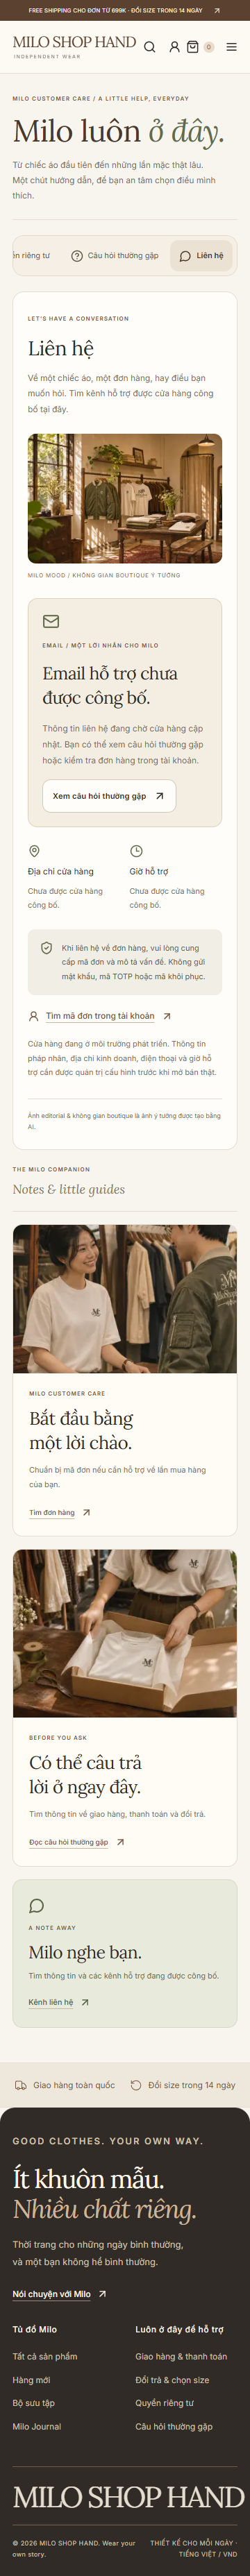 FREE SHIPPING CHO ĐƠN TỪ 699K · ĐỔI SIZE TRONG 14 NGÀY
MILO SHOP HAND
INDEPENDENT WEAR
0
MILO CUSTOMER CARE / A LITTLE HELP, EVERYDAY
Milo luôn ở đây.
Từ chiếc áo đầu tiên đến những lần mặc thật lâu.
Một chút hướng dẫn, để bạn an tâm chọn điều mình
thích.
ền riêng tư
Câu hỏi thường gặp
Liên hệ
LET'S HAVE A CONVERSATION
Liên hệ
Về một chiếc áo, một đơn hàng, hay điều bạn
muốn hỏi. Tìm kênh hỗ trợ được cửa hàng công
bố tại đây.
MILO MOOD / KHÔNG GIAN BOUTIQUE Ý TƯỞNG
EMAIL / MỘT LỜI NHẮN CHO MILO
Email hỗ trợ chưa
được công bố.
Thông tin liên hệ đang chờ cửa hàng cập
nhật. Bạn có thể xem câu hỏi thường gặp
hoặc kiểm tra đơn hàng trong tài khoản.
Xem câu hỏi thường gặp
Địa chỉ cửa hàng
Chưa được cửa hàng
công bố.
Giờ hỗ trợ
Chưa được cửa hàng
công bố.
Khi liên hệ về đơn hàng, vui lòng cung
cấp mã đơn và mô tả vấn đề. Không gửi
mật khẩu, mã TOTP hoặc mã khôi phục.
Tìm mã đơn trong tài khoản
Cửa hàng đang ở môi trường phát triển. Thông tin
pháp nhân, địa chỉ kinh doanh, điện thoại và giờ hỗ
trợ cần được quản trị cấu hình trước khi mở bán thật.
Ảnh editorial & không gian boutique là ảnh ý tưởng được tạo bằng
AI.
THE MILO COMPANION
Notes & little guides
MILO CUSTOMER CARE
Bắt đầu bằng
một lời chào.
Chuẩn bị mã đơn nếu cần hỗ trợ về lần mua hàng
của bạn.
Tìm đơn hàng
BEFORE YOU ASK
Có thể câu trả
lời ở ngay đây.
Tìm thông tin về giao hàng, thanh toán và đổi trả.
Đọc câu hỏi thường gặp
A NOTE AWAY
Milo nghe bạn.
Tìm thông tin và các kênh hỗ trợ đang được công bố.
Kênh liên hệ
Giao hàng toàn quốc
Đổi size trong 14 ngày
GOOD CLOTHES. YOUR OWN WAY.
Ít khuôn mẫu.
Nhiều chất riêng.
Thời trang cho những ngày bình thường,
và một bạn không hề bình thường.
Nói chuyện với Milo
Tủ đồ Milo
Tất cả sản phẩm
Hàng mới
Bộ sưu tập
Milo Journal
Luôn ở đây để hỗ trợ
Giao hàng & thanh toán
Đổi trả & chọn size
Quyền riêng tư
Câu hỏi thường gặp
MILO SHOP HAND
© 2026 MILO SHOP HAND. Wear your
own story.
THIẾT KẾ CHO MỖI NGÀY ·
TIẾNG VIỆT / VND